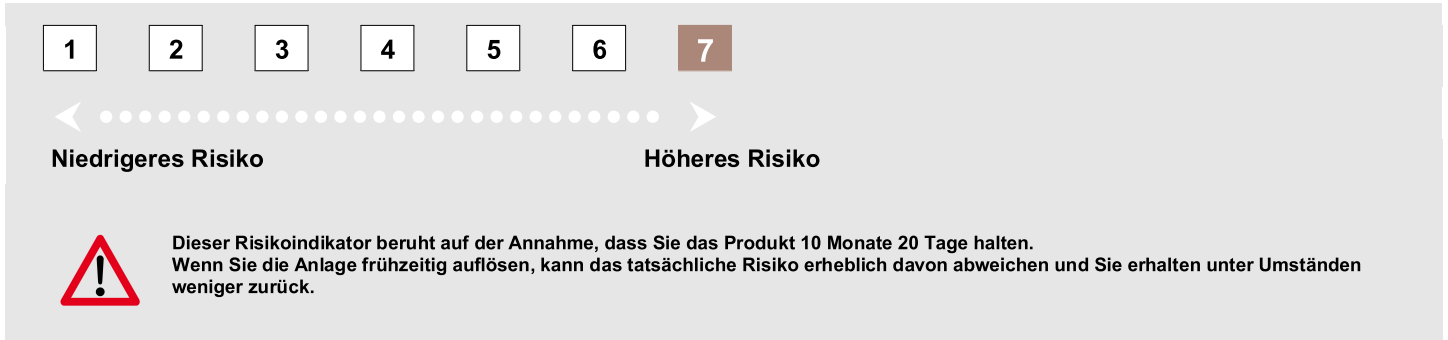 1 2 3 4 5 6 7
Niedrigeres Risiko Höheres Risiko
Dieser Risikoindikator beruht auf der Annahme, dass Sie das Produkt 10 Monate 20 Tage halten.
Wenn Sie die Anlage frühzeitig auflösen, kann das tatsächliche Risiko erheblich davon abweichen und Sie erhalten unter Umständen
weniger zurück.